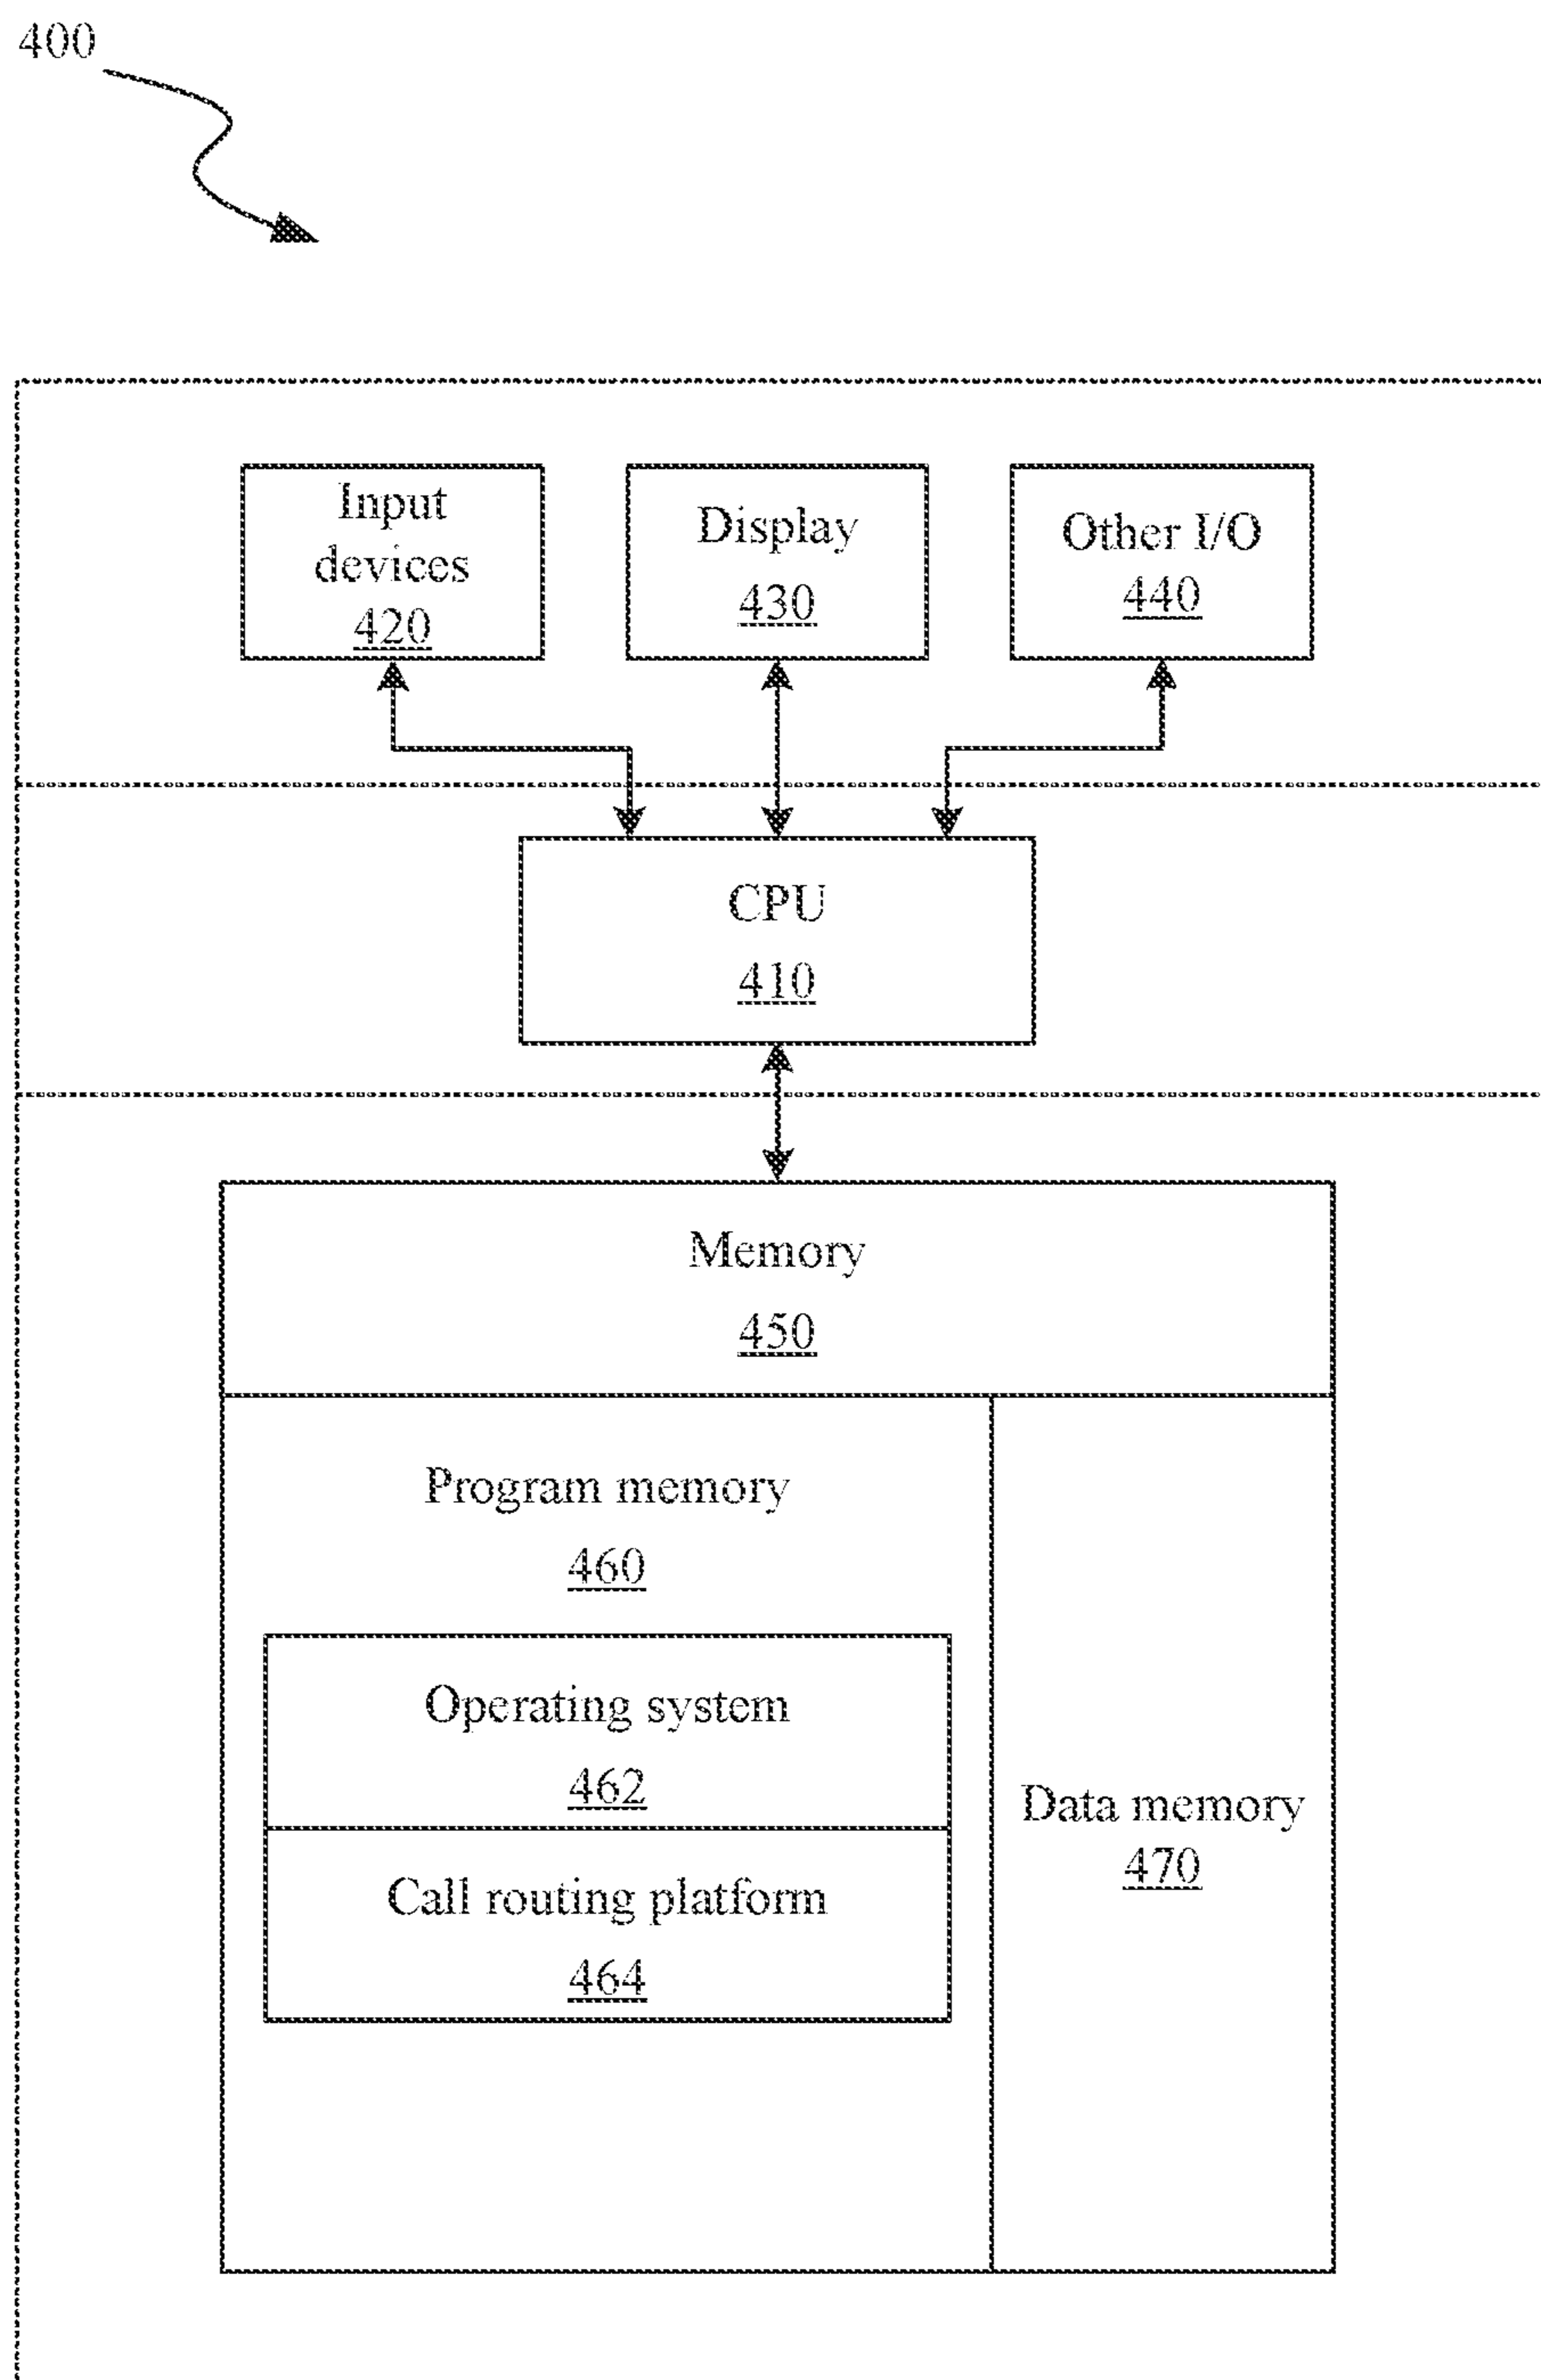 400
Input
devices
420
Display
430
Other I/O
440
CPU
410
Memory
450
Program memory
460
Operating system
462
Call routing platform
464
Data memory
470